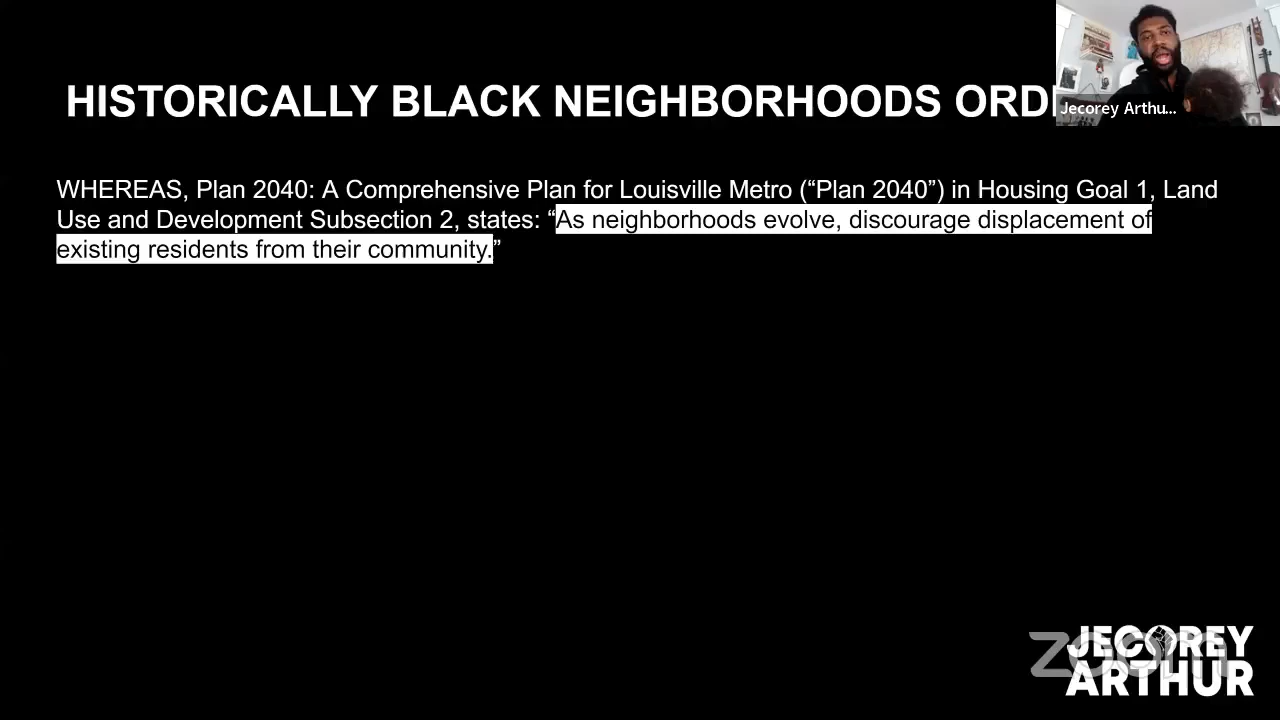 HISTORICALLY BLACK NEIGHBORHOODS ORDI
Jecorey Arthu...
WHEREAS, Plan 2040: A Comprehensive Plan for Louisville Metro (“Plan 2040”) in Housing Goal 1, Land
Use and Development Subsection 2, states: “As neighborhoods evolve, discourage displacement of
existing residents from their community.”
JECOREY
zoom
ARTHUR